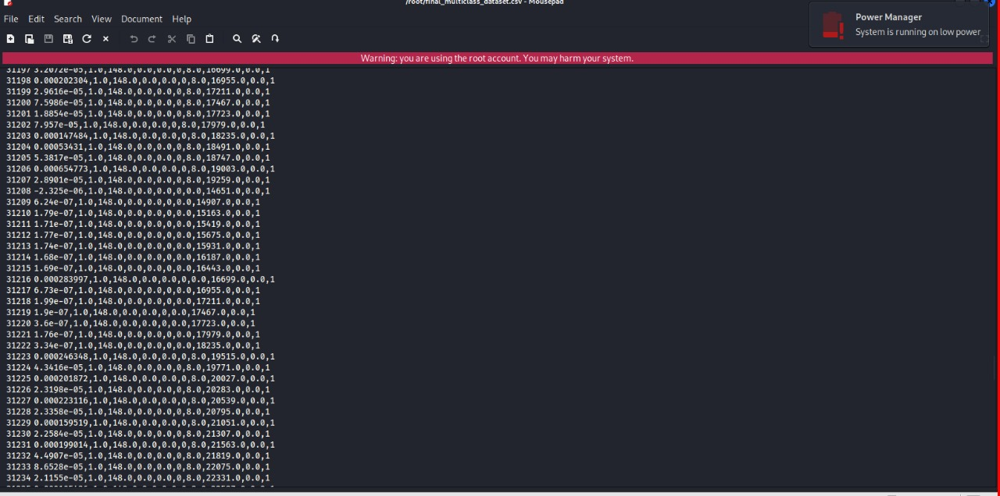 /root/final_multiclass_dataset.csv - Mousepad
File Edit Search View Document Help
Power Manager
System is running on low power
Warning: you are using the root account. You may harm your system.
31197 3.2072e-05,1.0,148.0,0.0,0.0,0,8.0,16699.0,0.0,1
31198 0.000202304,1.0,148.0,0.0,0.0,0,8.0,16955.0,0.0,1
31199 2.9616e-05,1.0,148.0,0.0,0.0,0,8.0,17211.0,0.0,1
31200 7.5986e-05,1.0,148.0,0.0,0.0,0,8.0,17467.0,0.0,1
31201 1.8854e-05,1.0,148.0,0.0,0.0,0,8.0,17723.0,0.0,1
31202 7.957e-05,1.0,148.0,0.0,0.0,0,8.0,17979.0,0.0,1
31203 0.000147484,1.0,148.0,0.0,0.0,0,8.0,18235.0,0.0,1
31204 0.00053431,1.0,148.0,0.0,0.0,0,8.0,18491.0,0.0,1
31205 5.3817e-05,1.0,148.0,0.0,0.0,0,8.0,18747.0,0.0,1
31206 0.000654773,1.0,148.0,0.0,0.0,0,8.0,19003.0,0.0,1
31207 2.8901e-05,1.0,148.0,0.0,0.0,0,8.0,19259.0,0.0,1
31208 -2.325e-06,1.0,148.0,0.0,0.0,0,0.0,14651.0,0.0,1
31209 6.24e-07,1.0,148.0,0.0,0.0,0,0.0,14907.0,0.0,1
31210 1.79e-07,1.0,148.0,0.0,0.0,0,0.0,15163.0,0.0,1
31211 1.71e-07,1.0,148.0,0.0,0.0,0,0.0,15419.0,0.0,1
31212 1.77e-07,1.0,148.0,0.0,0.0,0,0.0,15675.0,0.0,1
31213 1.74e-07,1.0,148.0,0.0,0.0,0,0.0,15931.0,0.0,1
31214 1.68e-07,1.0,148.0,0.0,0.0,0,0.0,16187.0,0.0,1
31215 1.69e-07,1.0,148.0,0.0,0.0,0,0.0,16443.0,0.0,1
31216 0.000283997,1.0,148.0,0.0,0.0,0,0.0,16699.0,0.0,1
31217 6.73e-07,1.0,148.0,0.0,0.0,0,0.0,16955.0,0.0,1
31218 1.99e-07,1.0,148.0,0.0,0.0,0,0.0,17211.0,0.0,1
31219 1.9e-07,1.0,148.0,0.0,0.0,0,0.0,17467.0,0.0,1
31220 3.6e-07,1.0,148.0,0.0,0.0,0,0.0,17723.0,0.0,1
31221 1.76e-07,1.0,148.0,0.0,0.0,0,0.0,17979.0,0.0,1
31222 3.34e-07,1.0,148.0,0.0,0.0,0,0.0,18235.0,0.0,1
31223 0.000246348,1.0,148.0,0.0,0.0,0,8.0,19515.0,0.0,1
31224 4.3416e-05,1.0,148.0,0.0,0.0,0,8.0,19771.0,0.0,1
31225 0.000201872,1.0,148.0,0.0,0.0,0,8.0,20027.0,0.0,1
31226 2.3198e-05,1.0,148.0,0.0,0.0,0,8.0,20283.0,0.0,1
31227 0.000223116,1.0,148.0,0.0,0.0,0,8.0,20539.0,0.0,1
31228 2.3358e-05,1.0,148.0,0.0,0.0,0,8.0,20795.0,0.0,1
31229 0.000159519,1.0,148.0,0.0,0.0,0,8.0,21051.0,0.0,1
31230 2.2584e-05,1.0,148.0,0.0,0.0,0,8.0,21307.0,0.0,1
31231 0.000199014,1.0,148.0,0.0,0.0,0,8.0,21563.0,0.0,1
31232 4.4907e-05,1.0,148.0,0.0,0.0,0,8.0,21819.0,0.0,1
31233 8.6528e-05,1.0,148.0,0.0,0.0,0,8.0,22075.0,0.0,1
31234 2.1155e-05,1.0,148.0,0.0,0.0,0,8.0,22331.0,0.0,1